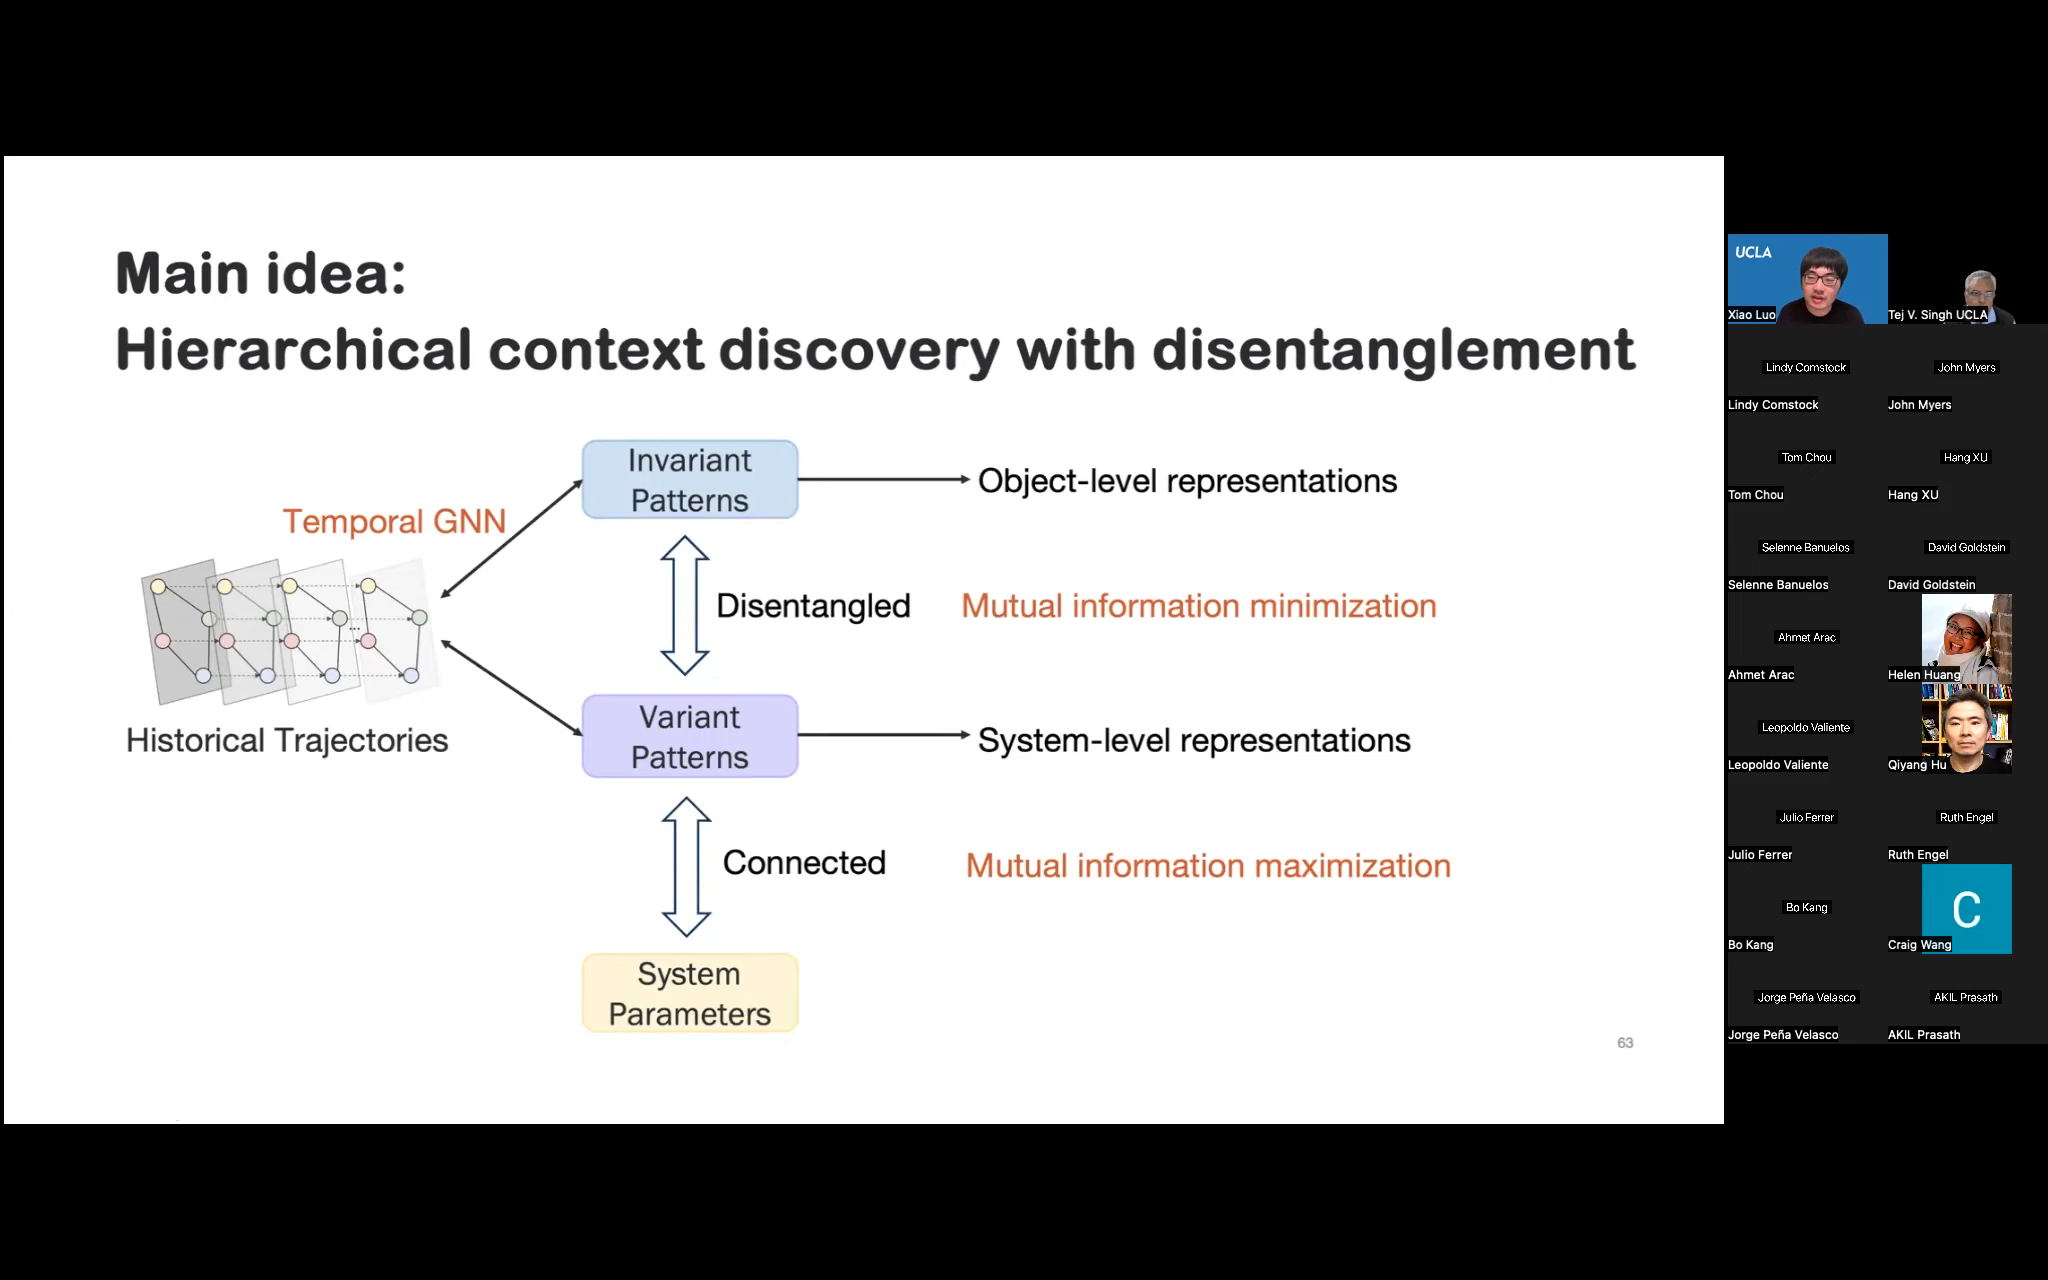 Main idea:
Hierarchical context discovery with disentanglement
Temporal GNN
Historical Trajectories
Invariant
Patterns
Object-level representations
Disentangled
Mutual information minimization
Variant
Patterns
System-level representations
Connected
Mutual information maximization
System
Parameters
63
UCLA
Xiao Luo
Tej V. Singh UCLA
Lindy Comstock
John Myers
Lindy Comstock
John Myers
Tom Chou
Hang XU
Tom Chou
Hang XU
Selenne Banuelos
David Goldstein
Selenne Banuelos
David Goldstein
Ahmet Arac
Ahmet Arac
Helen Huang
Leopoldo Valiente
Leopoldo Valiente
Qiyang Hu
Julio Ferrer
Ruth Engel
Julio Ferrer
Ruth Engel
Bo Kang
C
Bo Kang
Craig Wang
Jorge Peña Velasco
AKIL Prasath
Jorge Peña Velasco
AKIL Prasath